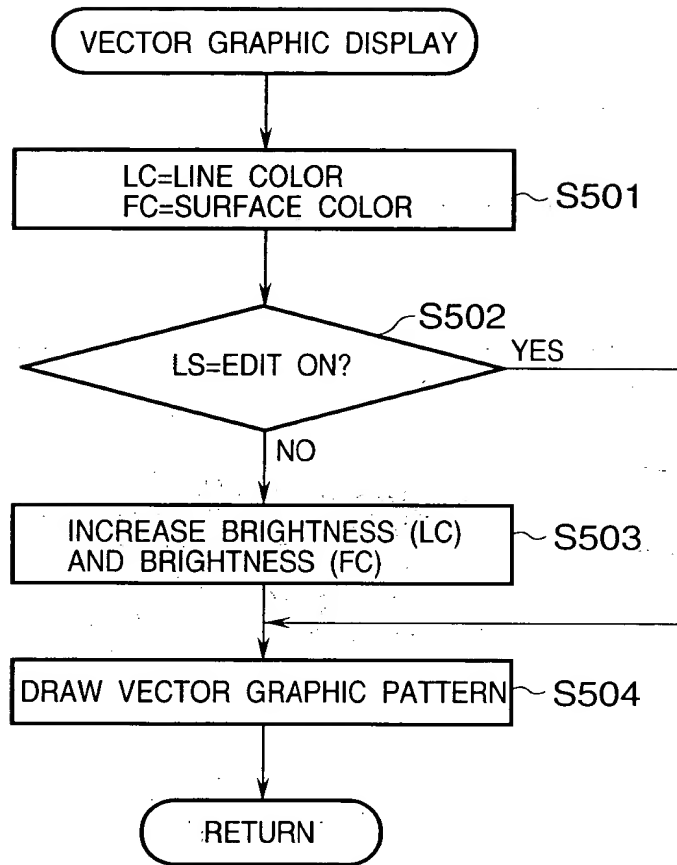 VECTOR GRAPHIC DISPLAY
LC=LINE COLOR
FC=SURFACE COLOR
S501
S502
LS=EDIT ON?
YES
NO
INCREASE BRIGHTNESS (LC)
AND BRIGHTNESS (FC)
S503
DRAW VECTOR GRAPHIC PATTERN
S504
RETURN